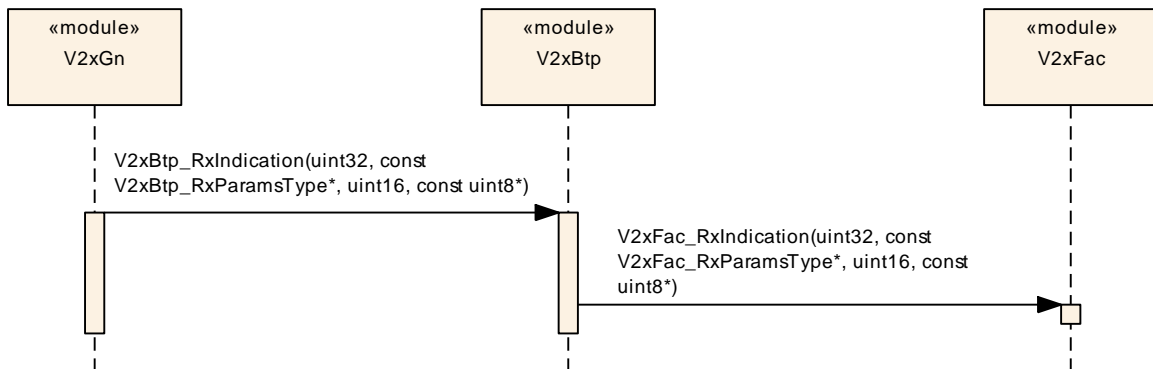 «module»
V2xGn
«module»
V2xBtp
«module»
V2xFac
V2xBtp_RxIndication(uint32, const
V2xBtp_RxParamsType*, uint16, const uint8*)
V2xFac_RxIndication(uint32, const
V2xFac_RxParamsType*, uint16, const
uint8*)